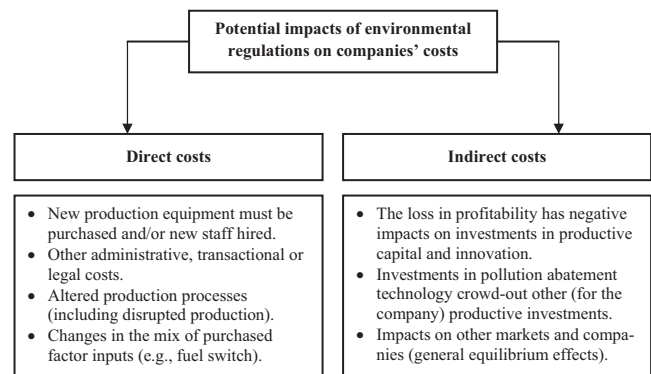 Potential impacts of environmental
regulations on companies' costs
Direct costs
• New production equipment must be
purchased and/or new staff hired.
• Other administrative, transactional or
legal costs.
• Altered production processes
(including disrupted production).
• Changes in the mix of purchased
factor inputs (e.g., fuel switch).
Indirect costs
• The loss in profitability has negative
impacts on investments in productive
capital and innovation.
• Investments in pollution abatement
technology crowd-out other (for the
company) productive investments.
• Impacts on other markets and compa-
nies (general equilibrium effects).